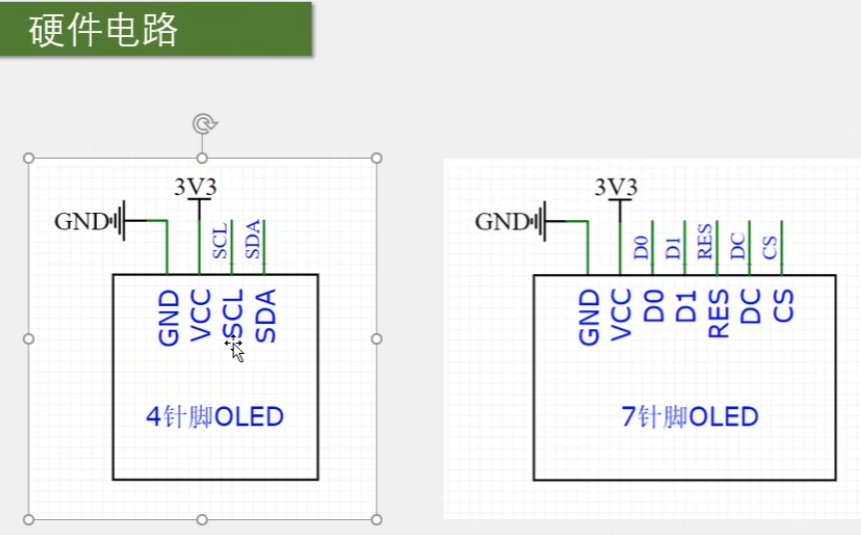 硬件电路
3V3
GND
SCL
SDA
GND
VCC
SCL
SDA
4针脚OLED
3V3
GND
D0
D1
RES
DC
CS
GND
VCC
D0
D1
RES
DC
CS
7针脚OLED